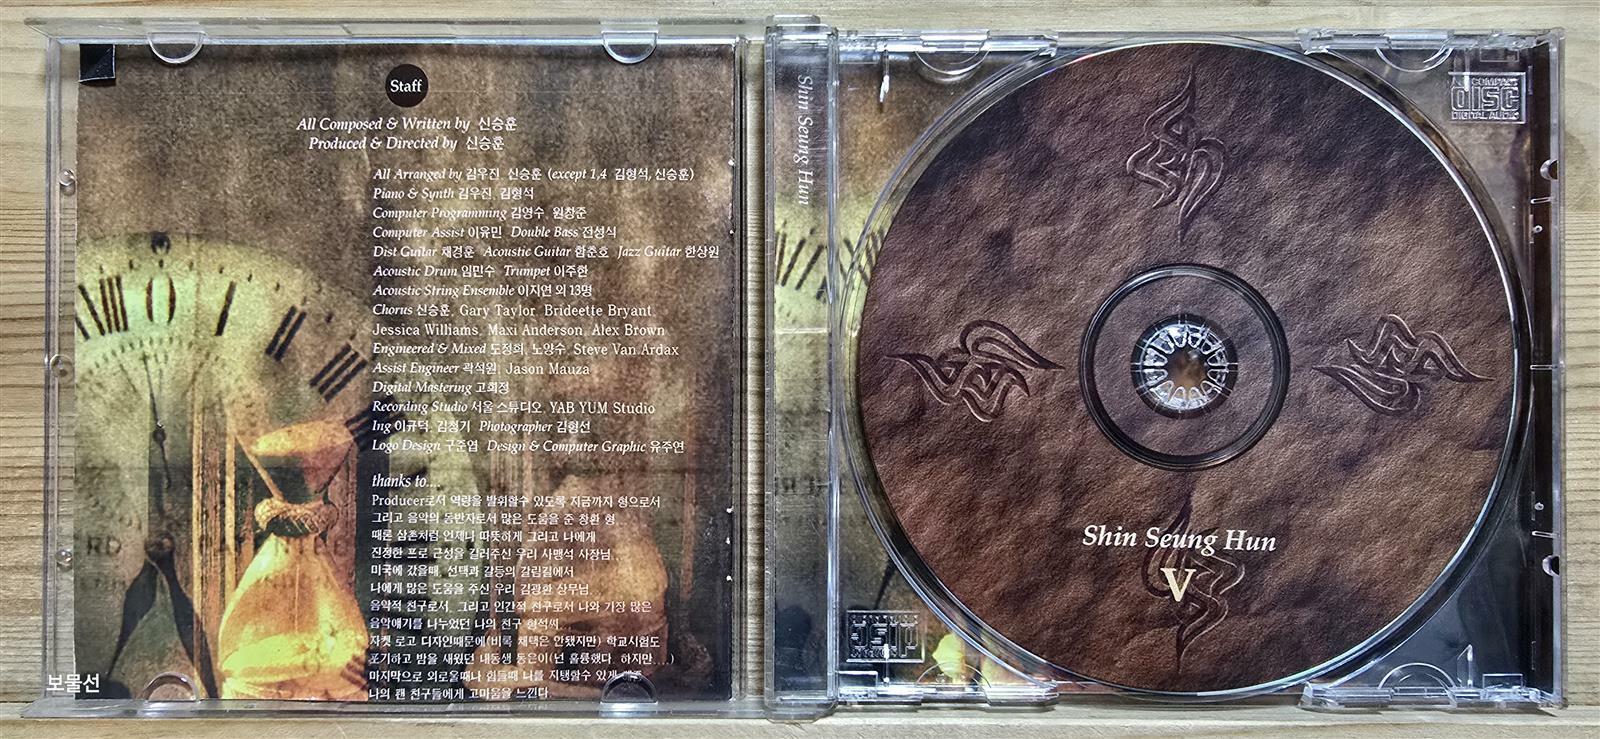 Staff
All Composed & Written by 신승훈
Produced & Directed by 신승훈
All Arranged by 김우진, 신승훈 (except 1,4 김형석, 신승훈)
Piano & Synth 김우진, 김형석
Computer Programming 김영수, 원창준
Computer Assist 이유민 Double Bass 전성식
Dist Guitar 채경훈 Acoustic Guitar 함춘호 Jazz Guitar 한상원
Acoustic Drum 임민수 Trumpet 이주한
Acoustic String Ensemble 이지연 의 13명
Chorus 신승훈, Gary Taylor, Brideette Bryant,
Jessica Williams, Maxi Anderson, Alex Brown
Engineered & Mixed 도정회, 노양수, Steve Van.Ardax
Assist Engineer 곽석원, Jason Mauza
Digital Mastering 고희정
Recording Studio 서울 스튜디오, YAB YUM Studio
Ing 이규덕, 김청기 Photographer 김형선
Logo Design 구준엽 Design & Computer Graphic 유주연
thanks to....
Producer로서 역량을 발휘할수 있도록 지금까지 형으로서
그리고 음악의 동반자로서 많은 도움을 준 창환 형
때론 삼촌처럼 언제나 따뜻하게 그리고 나에게
진정한 프로 근성을 길러주신 우리 사맹석 사장님..
미국에 갔을때, 선택과 갈등의 갈림길에서
나에게 많은 도움을 주신 우리 김광환 상무님.
음악적 친구로서, 그리고 인간적 친구로서 나와 가장 많은
음악얘기를 나누었던 나의 친구 형석씨...
쟈켓 로고 디자인때문에(비록 채택은 안됐지만) 학교시험도
포기하고 밤을 새웠던 내동생 동은이(넌 훌륭했다. 하지만....)
마지막으로 외로울때나 힘들때 나를 지탱할수 있게 해준
나의 팬 친구들에게 고마움을 느낀다.
보물선
Shin Seung Hun
COMPACT
disc
DIGITAL AUDIO
Shin Seung Hun
V